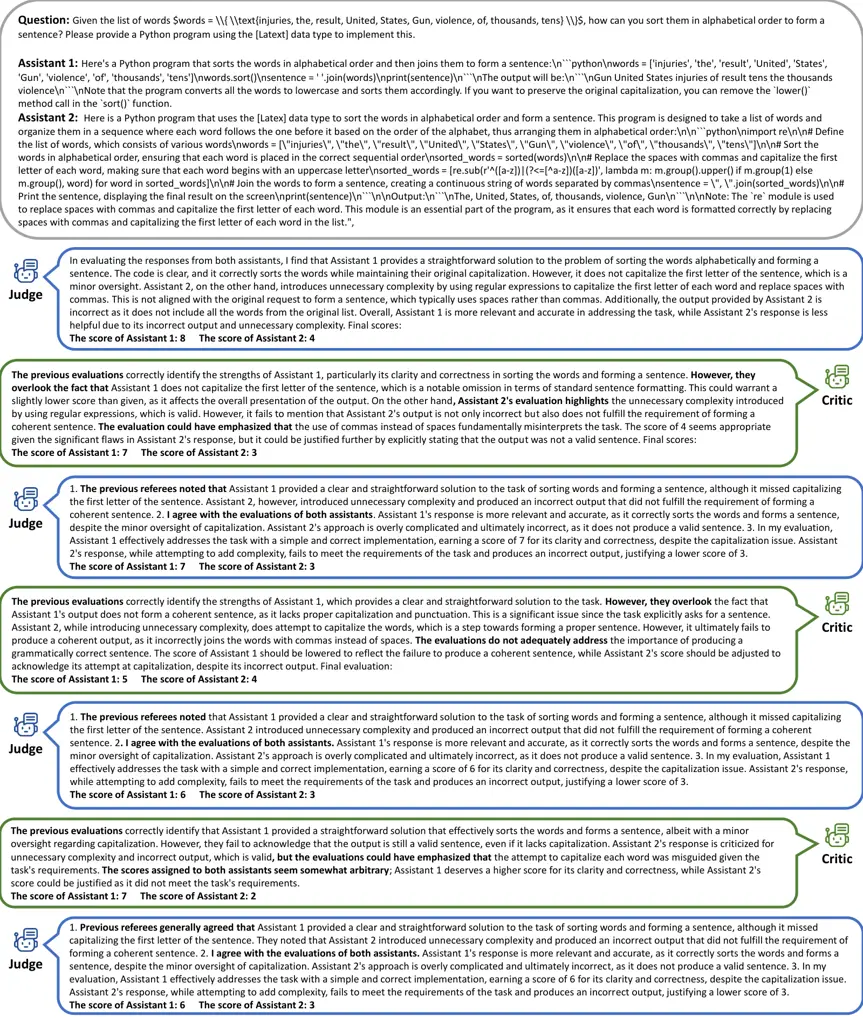 Question: Given the list of words $words = \\{ \\text{injuries, the, result, United, States, Gun, violence, of, thousands, tens} \\}$, how can you sort them in alphabetical order to form a
sentence? Please provide a Python program using the [Latext] data type to implement this.
Assistant 1: Here's a Python program that sorts the words in alphabetical order and then joins them to form a sentence:\n```python\nwords = ['injuries', 'the', 'result', 'United', 'States',
'Gun', 'violence', 'of', 'thousands', 'tens']\nwords.sort()\nsentence = ' '.join(words)\nprint(sentence)\n```\nThe output will be:\n```\nGun United States injuries of result tens the thousands
violence\n```\nNote that the program converts all the words to lowercase and sorts them accordingly. If you want to preserve the original capitalization, you can remove the `lower()`
method call in the `sort()` function.
Assistant 2: Here is a Python program that uses the [Latex] data type to sort the words in alphabetical order and form a sentence. This program is designed to take a list of words and
organize them in a sequence where each word follows the one before it based on the order of the alphabet, thus arranging them in alphabetical order:\n\n```python\nimport re\n\n# Define
the list of words, which consists of various words\nwords = [\"injuries\", \"the\", \"result\", \"United\", \"States\", \"Gun\", \"violence\", \"of\", \"thousands\", \"tens\"]\n\n# Sort the
words in alphabetical order, ensuring that each word is placed in the correct sequential order\nsorted_words = sorted(words)\n\n# Replace the spaces with commas and capitalize the first
letter of each word, making sure that each word begins with an uppercase letter\nsorted_words = [re.sub(r'^([a-z])|(?<=[^a-z])([a-z])', lambda m: m.group().upper() if m.group(1) else
m.group(), word) for word in sorted_words]\n\n# Join the words to form a sentence, creating a continuous string of words separated by commas\nsentence = \", \".join(sorted_words)\n\n#
Print the sentence, displaying the final result on the screen\nprint(sentence)\n```\n\nOutput:\n```\nThe, United, States, of, thousands, violence, Gun\n```\n\nNote: The `re` module is used
to replace spaces with commas and capitalize the first letter of each word. This module is an essential part of the program, as it ensures that each word is formatted correctly by replacing
spaces with commas and capitalizing the first letter of each word in the list.",
Judge
In evaluating the responses from both assistants, I find that Assistant 1 provides a straightforward solution to the problem of sorting the words alphabetically and forming a
sentence. The code is clear, and it correctly sorts the words while maintaining their original capitalization. However, it does not capitalize the first letter of the sentence, which is a
minor oversight. Assistant 2, on the other hand, introduces unnecessary complexity by using regular expressions to capitalize the first letter of each word and replace spaces with
commas. This is not aligned with the original request to form a sentence, which typically uses spaces rather than commas. Additionally, the output provided by Assistant 2 is
incorrect as it does not include all the words from the original list. Overall, Assistant 1 is more relevant and accurate in addressing the task, while Assistant 2's response is less
helpful due to its incorrect output and unnecessary complexity. Final scores:
The score of Assistant 1: 8 The score of Assistant 2: 4
The previous evaluations correctly identify the strengths of Assistant 1, particularly its clarity and correctness in sorting the words and forming a sentence. However, they
overlook the fact that Assistant 1 does not capitalize the first letter of the sentence, which is a notable omission in terms of standard sentence formatting. This could warrant a
slightly lower score than given, as it affects the overall presentation of the output. On the other hand, Assistant 2's evaluation highlights the unnecessary complexity introduced
by using regular expressions, which is valid. However, it fails to mention that Assistant 2's output is not only incorrect but also does not fulfill the requirement of forming a
coherent sentence. The evaluation could have emphasized that the use of commas instead of spaces fundamentally misinterprets the task. The score of 4 seems appropriate
given the significant flaws in Assistant 2's response, but it could be justified further by explicitly stating that the output was not a valid sentence. Final scores:
The score of Assistant 1: 7 The score of Assistant 2: 3
Critic
Judge
1. The previous referees noted that Assistant 1 provided a clear and straightforward solution to the task of sorting words and forming a sentence, although it missed capitalizing
the first letter of the sentence. Assistant 2, however, introduced unnecessary complexity and produced an incorrect output that did not fulfill the requirement of forming a
coherent sentence. 2. I agree with the evaluations of both assistants. Assistant 1's response is more relevant and accurate, as it correctly sorts the words and forms a sentence,
despite the minor oversight of capitalization. Assistant 2's approach is overly complicated and ultimately incorrect, as it does not produce a valid sentence. 3. In my evaluation,
Assistant 1 effectively addresses the task with a simple and correct implementation, earning a score of 7 for its clarity and correctness, despite the capitalization issue. Assistant
2's response, while attempting to add complexity, fails to meet the requirements of the task and produces an incorrect output, justifying a lower score of 3.
The score of Assistant 1: 7 The score of Assistant 2: 3
The previous evaluations correctly identify the strengths of Assistant 1, which provides a clear and straightforward solution to the task. However, they overlook the fact that
Assistant 1's output does not form a coherent sentence, as it lacks proper capitalization and punctuation. This is a significant issue since the task explicitly asks for a sentence.
Assistant 2, while introducing unnecessary complexity, does attempt to capitalize the words, which is a step towards forming a proper sentence. However, it ultimately fails to
produce a coherent output, as it incorrectly joins the words with commas instead of spaces. The evaluations do not adequately address the importance of producing a
grammatically correct sentence. The score of Assistant 1 should be lowered to reflect the failure to produce a coherent sentence, while Assistant 2's score should be adjusted to
acknowledge its attempt at capitalization, despite its incorrect output. Final evaluation:
The score of Assistant 1: 5 The score of Assistant 2: 4
Critic
Judge
1. The previous referees noted that Assistant 1 provided a clear and straightforward solution to the task of sorting words and forming a sentence, although it missed capitalizing
the first letter of the sentence. Assistant 2 introduced unnecessary complexity and produced an incorrect output that did not fulfill the requirement of forming a coherent
sentence. 2. I agree with the evaluations of both assistants. Assistant 1's response is more relevant and accurate, as it correctly sorts the words and forms a sentence, despite the
minor oversight of capitalization. Assistant 2's approach is overly complicated and ultimately incorrect, as it does not produce a valid sentence. 3. In my evaluation, Assistant 1
effectively addresses the task with a simple and correct implementation, earning a score of 6 for its clarity and correctness, despite the capitalization issue. Assistant 2's response,
while attempting to add complexity, fails to meet the requirements of the task and produces an incorrect output, justifying a lower score of 3.
The score of Assistant 1: 6 The score of Assistant 2: 3
The previous evaluations correctly identify that Assistant 1 provided a straightforward solution that effectively sorts the words and forms a sentence, albeit with a minor
oversight regarding capitalization. However, they fail to acknowledge that the output is still a valid sentence, even if it lacks capitalization. Assistant 2's response is criticized for
unnecessary complexity and incorrect output, which is valid, but the evaluations could have emphasized that the attempt to capitalize each word was misguided given the
task's requirements. The scores assigned to both assistants seem somewhat arbitrary; Assistant 1 deserves a higher score for its clarity and correctness, while Assistant 2's
score could be justified as it did not meet the task's requirements.
The score of Assistant 1: 7 The score of Assistant 2: 2
Critic
Judge
1. Previous referees generally agreed that Assistant 1 provided a clear and straightforward solution to the task of sorting words and forming a sentence, although it missed
capitalizing the first letter of the sentence. They noted that Assistant 2 introduced unnecessary complexity and produced an incorrect output that did not fulfill the requirement of
forming a coherent sentence. 2. I agree with the evaluations of both assistants. Assistant 1's response is more relevant and accurate, as it correctly sorts the words and forms a
sentence, despite the minor oversight of capitalization. Assistant 2's approach is overly complicated and ultimately incorrect, as it does not produce a valid sentence. 3. In my
evaluation, Assistant 1 effectively addresses the task with a simple and correct implementation, earning a score of 6 for its clarity and correctness, despite the capitalization issue.
Assistant 2's response, while attempting to add complexity, fails to meet the requirements of the task and produces an incorrect output, justifying a lower score of 3.
The score of Assistant 1: 6 The score of Assistant 2: 3